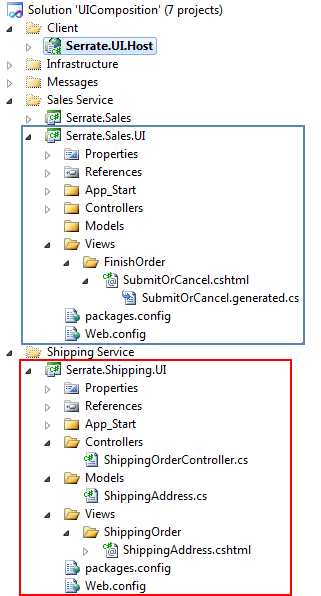 Solution 'UIComposition' (7 projects)
Client
Serrate.UI.Host
Infrastructure
Messages
Sales Service
Serrate.Sales
Serrate.Sales.UI
Properties
References
App_Start
Controllers
Models
Views
FinishOrder
SubmitOrCancel.cshtml
SubmitOrCancel.generated.cs
packages.config
Web.config
Shipping Service
Serrate.Shipping.UI
Properties
References
App_Start
Controllers
ShippingOrderController.cs
Models
ShippingAddress.cs
Views
ShippingOrder
ShippingAddress.cshtml
packages.config
Web.config